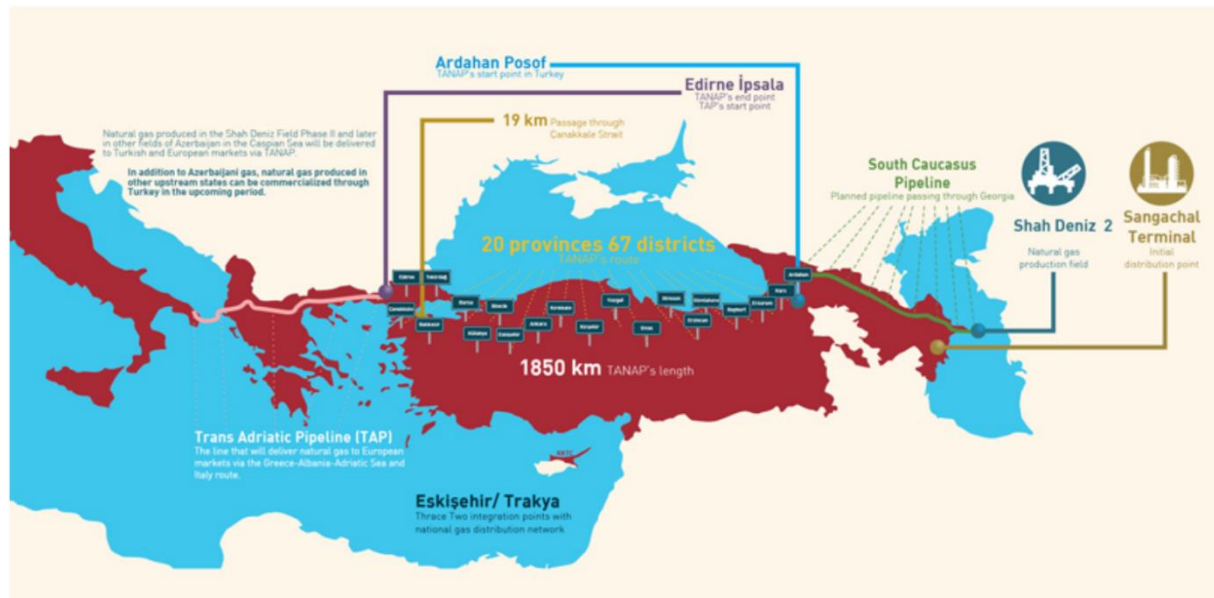 Ardahan Posof
TANAP's start point in Turkey
Edirne İpsala
TANAP's end point
TAP's start point
19 km Passage through
Canakkale Strait
Natural gas produced in the Shah Deniz Field Phase II and later
in other fields of Azerbaijan in the Caspian Sea will be delivered
to Turkish and European markets via TANAP.
In addition to Azerbaijani gas, natural gas produced in
other upstream states can be commercialized through
Turkey in the upcoming period.
South Caucasus
Pipeline
Planned pipeline passing through Georgia
Shah Deniz 2
Natural gas
production field
Sangachal
Terminal
Initial
distribution point
20 provinces 67 districts
TANAP's route
Edirne
Tekirdağ
Çanakkale
Balıkesir
Bursa
Bilecik
Kütahya
Eskişehir
Ankara
Kırıkkale
Kırşehir
Yozgat
Sivas
Giresun
Gümüşhane
Erzincan
Bayburt
Erzurum
Kars
Ardahan
1850 km TANAP's length
Trans Adriatic Pipeline (TAP)
The line that will deliver natural gas to European
markets via the Greece-Albania-Adriatic Sea and
Italy route.
KKTC
Eskişehir/ Trakya
Thrace Two integration points with
national gas distribution network